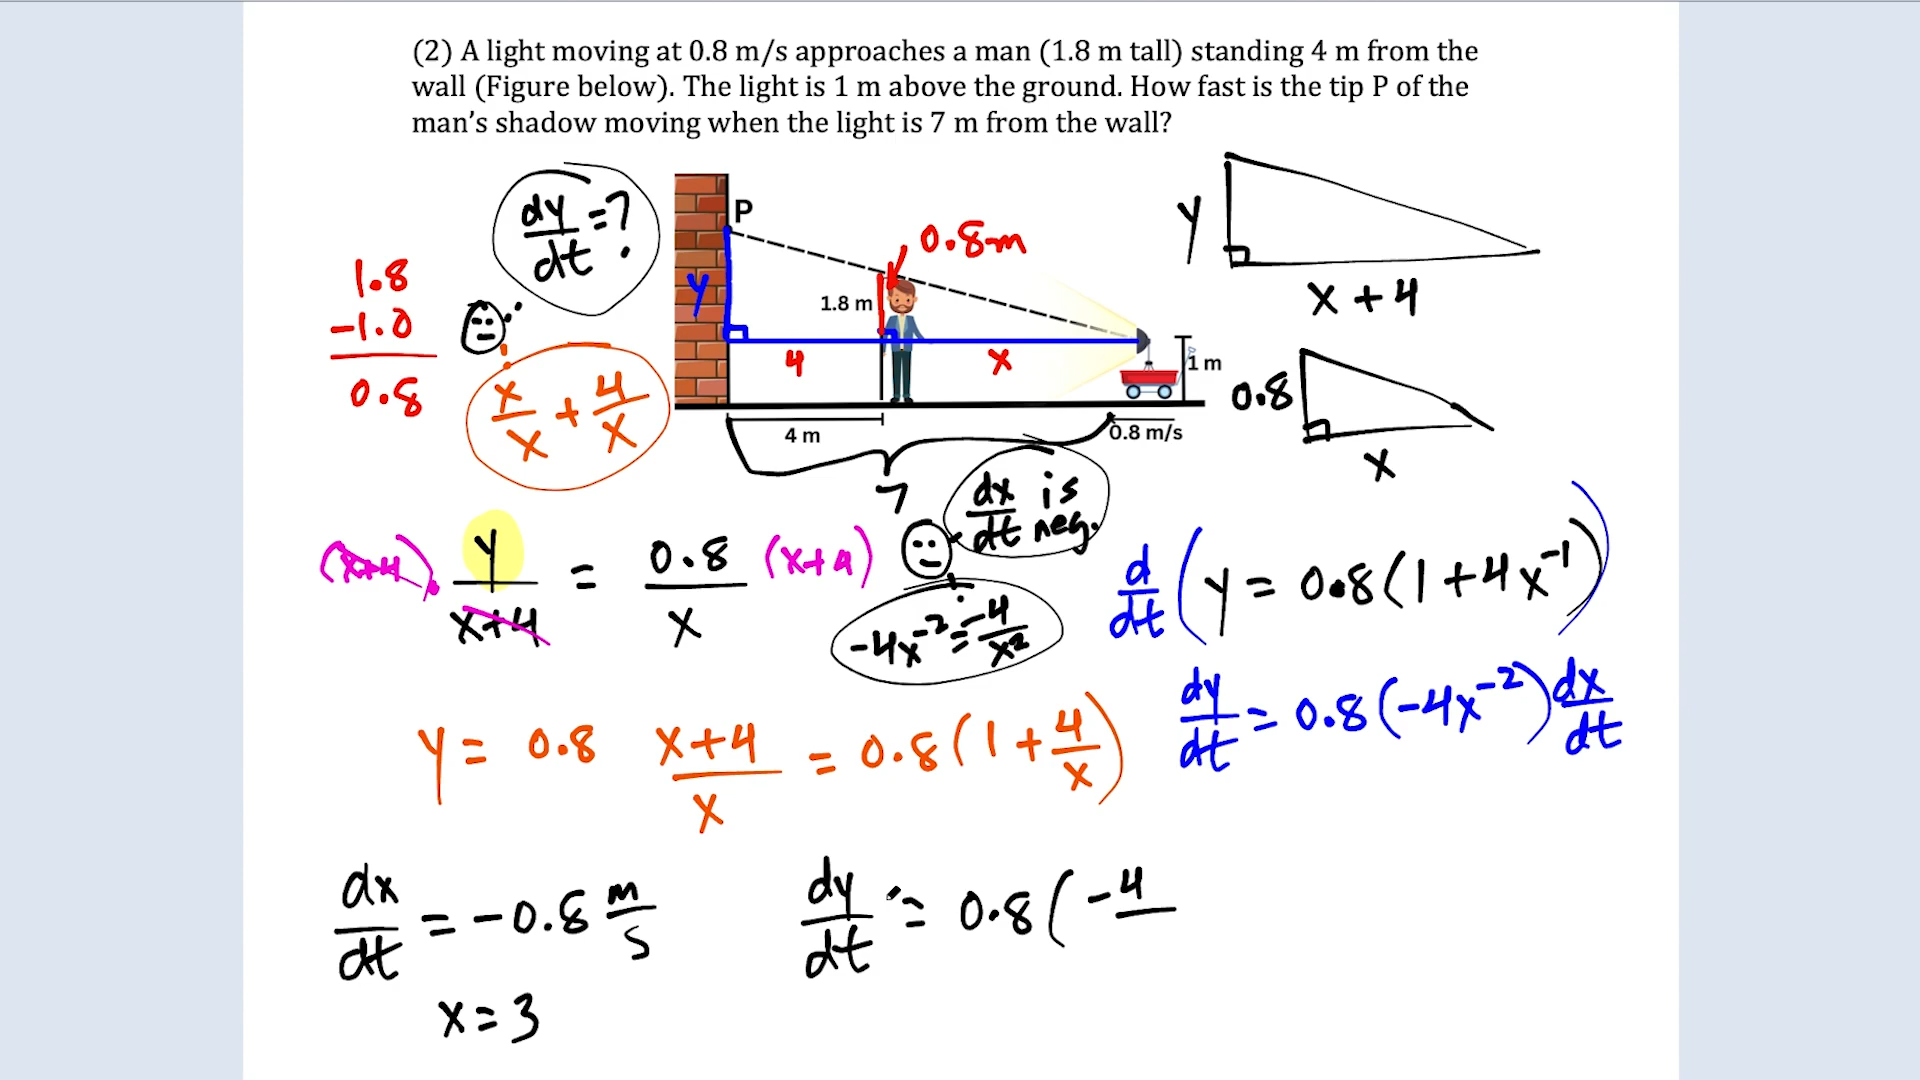 (2) A light moving at 0.8 m/s approaches a man (1.8 m tall) standing 4 m from the
wall (Figure below). The light is 1 m above the ground. How fast is the tip P of the
man’s shadow moving when the light is 7 m from the wall?
dy/dt = ?
P
0.8m
y
x + 4
1.8
-1.0
0.8
y
1.8 m
4
x
1 m
0.8
x
x/x + 4/x
4 m
0.8 m/s
7
dx/dt is neg.
(x+4) · y/(x+4) = 0.8/x (x+4)
-4x⁻² = -4/x²
d/dt (y = 0.8(1+4x⁻¹))
dy/dt = 0.8(-4x⁻²) dx/dt
y = 0.8 (x+4)/x = 0.8(1 + 4/x)
dx/dt = -0.8 m/s
x = 3
dy/dt = 0.8( -4/